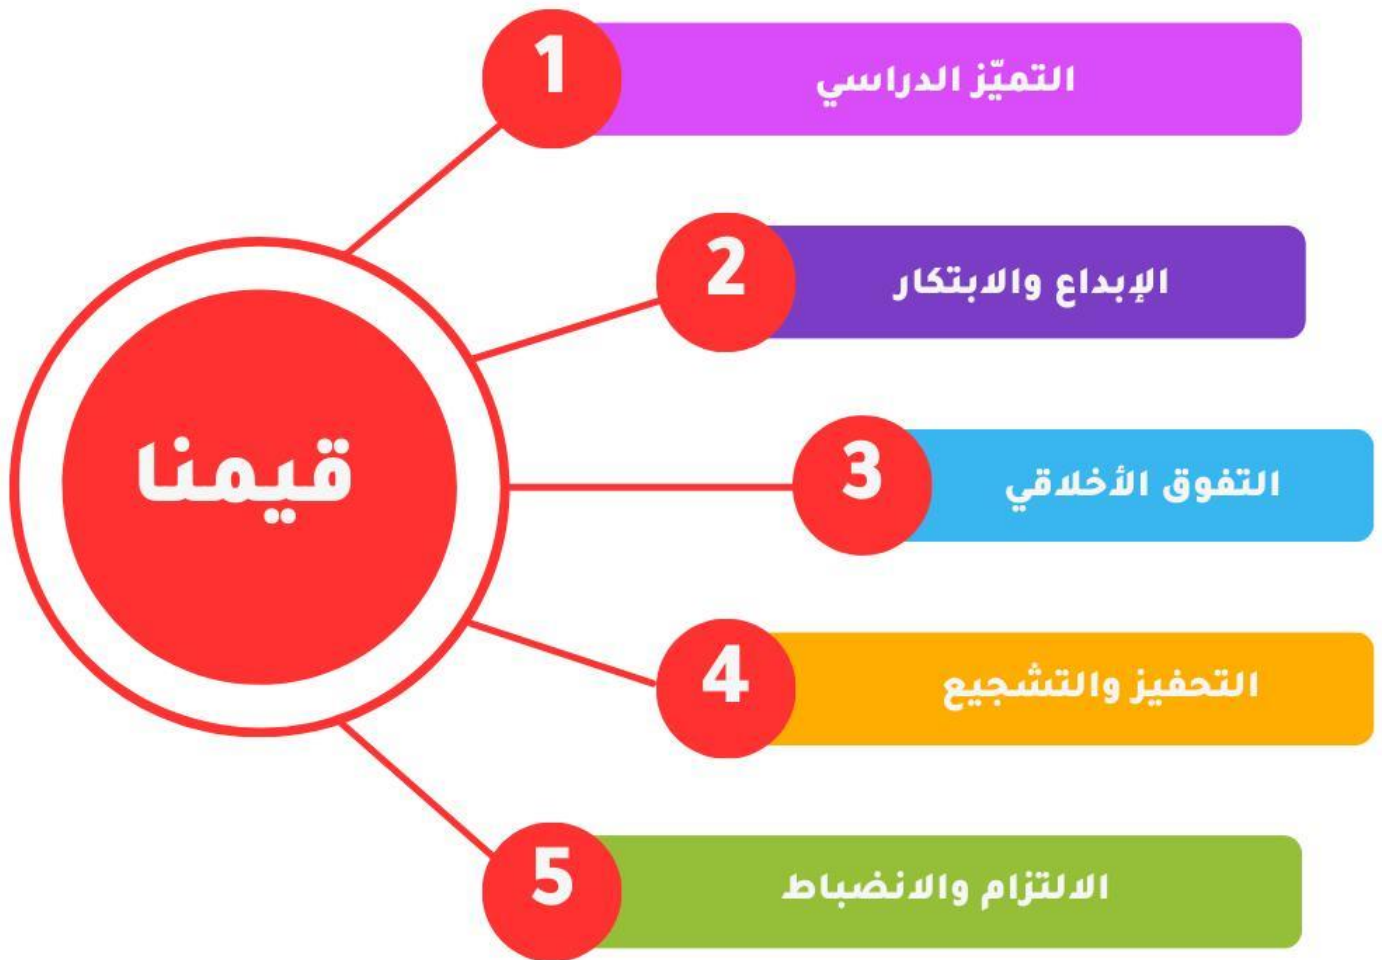 قيمنا
1
التميّز الدراسي
2
الإبداع والابتكار
3
التفوق الأخلاقي
4
التحفيز والتشجيع
5
الالتزام والانضباط